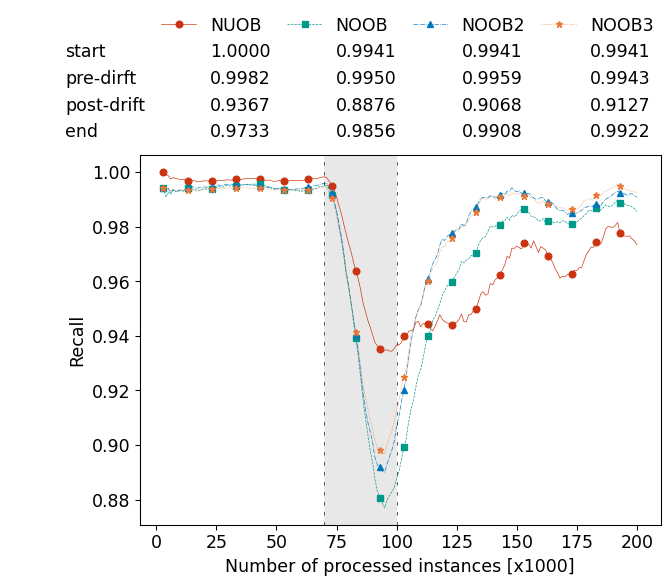 NUOB NOOB NOOB2 NOOB3
start 1.0000 0.9941 0.9941 0.9941
pre-dirft 0.9982 0.9950 0.9959 0.9943
post-drift 0.9367 0.8876 0.9068 0.9127
end 0.9733 0.9856 0.9908 0.9922
1.00
0.98
0.96
0.94
0.92
0.90
0.88
Recall
0 25 50 75 100 125 150 175 200
Number of processed instances [x1000]